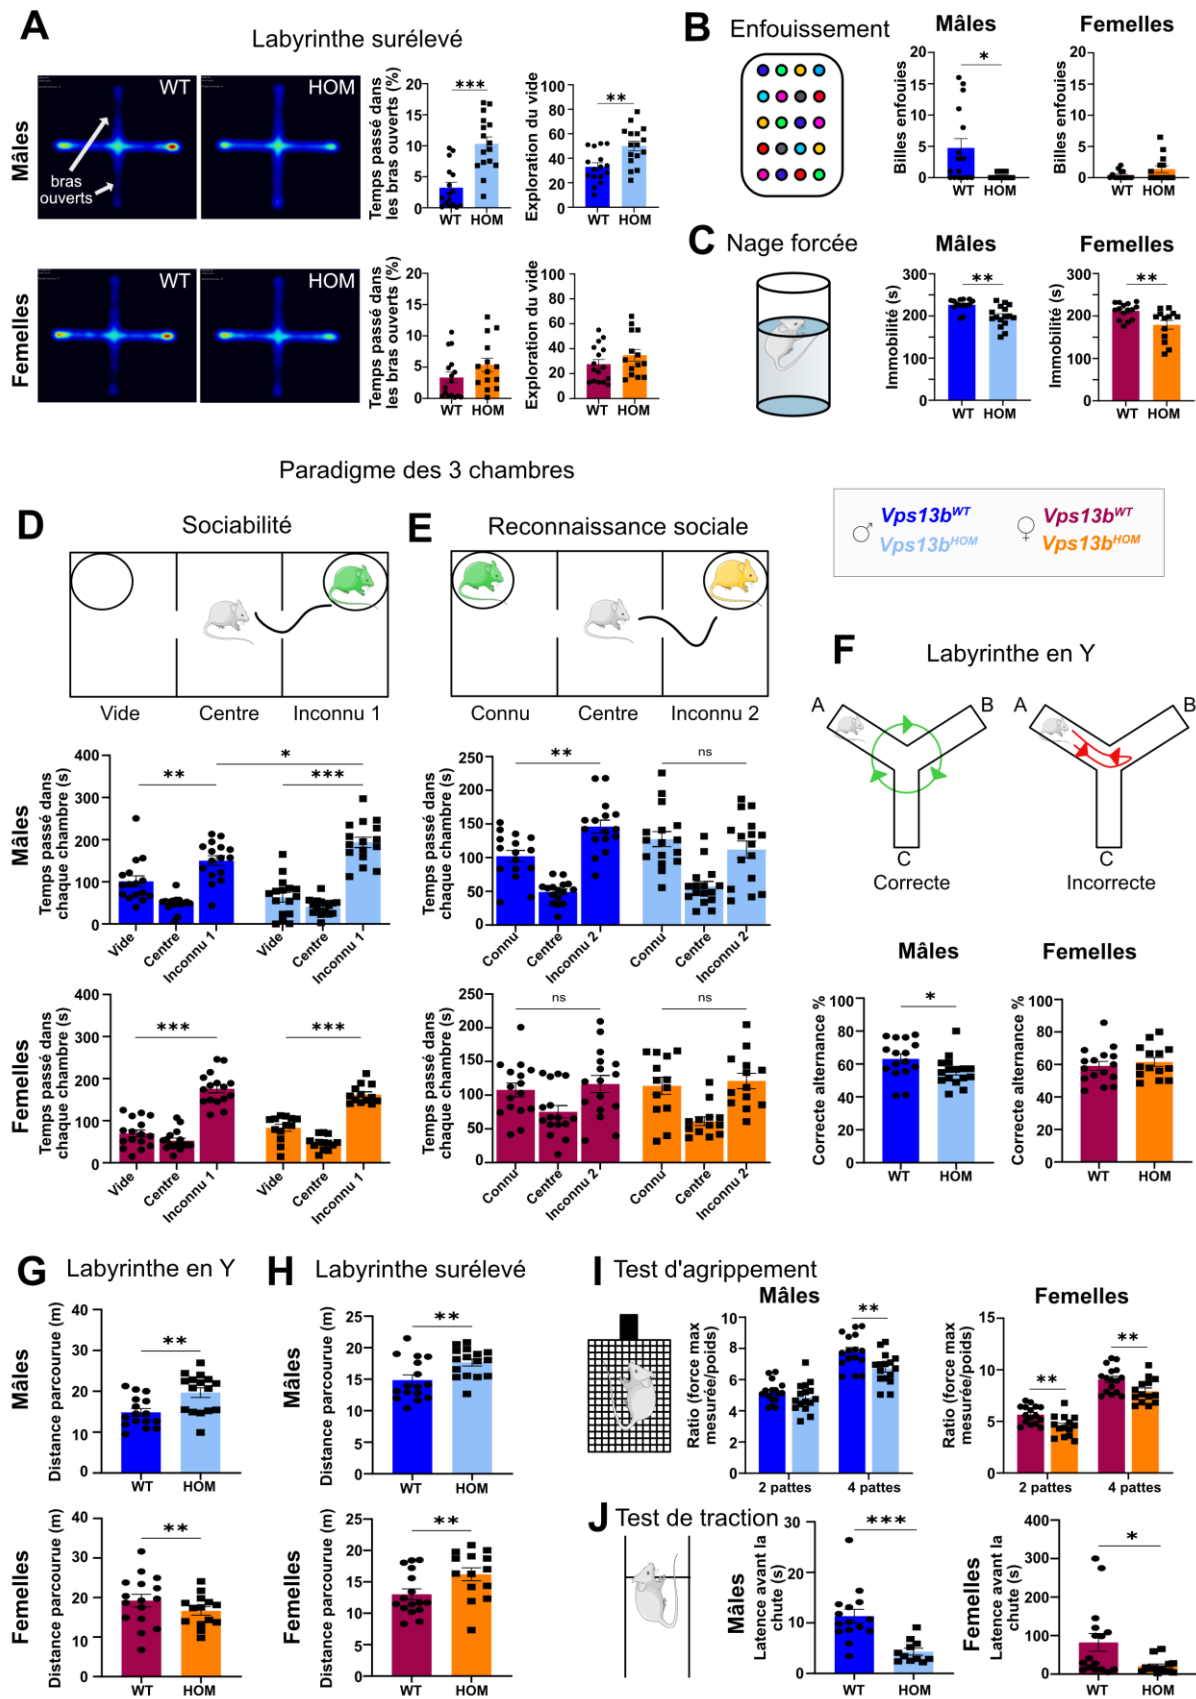 A
Labyrinthe surélevé
Mâles
WT
HOM
bras
ouverts
Temps passé dans
les bras ouverts (%)
20
15
10
5
0
***
WT HOM
Exploration du vide
100
80
60
40
20
0
**
WT HOM
Femelles
WT
HOM
Temps passé dans
les bras ouverts (%)
20
15
10
5
0
WT HOM
Exploration du vide
100
80
60
40
20
0
WT HOM
B Enfouissement
Mâles
Billes enfouies
20
15
10
5
0
*
WT HOM
Femelles
Billes enfouies
20
15
10
5
0
WT HOM
C Nage forcée
Mâles
Immobilité (s)
300
200
100
0
**
WT HOM
Femelles
Immobilité (s)
300
200
100
0
**
WT HOM
Paradigme des 3 chambres
♂ Vps13bWT
Vps13bHOM
♀ Vps13bWT
Vps13bHOM
D
Sociabilité
Vide Centre Inconnu 1
Mâles
Temps passé dans
chaque chambre (s)
400
300
200
100
0
**
***
*
Vide Centre Inconnu 1 Vide Centre Inconnu 1
Femelles
Temps passé dans
chaque chambre (s)
400
300
200
100
0
***
***
Vide Centre Inconnu 1 Vide Centre Inconnu 1
E
Reconnaissance sociale
Connu Centre Inconnu 2
Temps passé dans
chaque chambre (s)
250
200
150
100
50
0
**
ns
Connu Centre Inconnu 2 Connu Centre Inconnu 2
Temps passé dans
chaque chambre (s)
250
200
150
100
50
0
ns
ns
Connu Centre Inconnu 2 Connu Centre Inconnu 2
F
Labyrinthe en Y
A B
C
Correcte
A B
C
Incorrecte
Mâles
Correcte alternance %
100
80
60
40
20
0
*
WT HOM
Femelles
Correcte alternance %
100
80
60
40
20
0
WT HOM
G Labyrinthe en Y
Mâles
Distance parcourue (m)
40
30
20
10
0
**
WT HOM
Femelles
Distance parcourue (m)
40
30
20
10
0
**
WT HOM
H Labyrinthe surélevé
Mâles
Distance parcourue (m)
25
20
15
10
5
0
**
WT HOM
Femelles
Distance parcourue (m)
25
20
15
10
5
0
**
WT HOM
I Test d'agrippement
Mâles
Ratio (force max
mesurée/poids)
10
8
6
4
2
0
**
2 pattes 4 pattes
Femelles
Ratio (force max
mesurée/poids)
15
10
5
0
**
**
2 pattes 4 pattes
J Test de traction
Mâles
Latence avant la
chute (s)
30
20
10
0
***
WT HOM
Femelles
Latence avant la
chute (s)
400
300
200
100
0
*
WT HOM